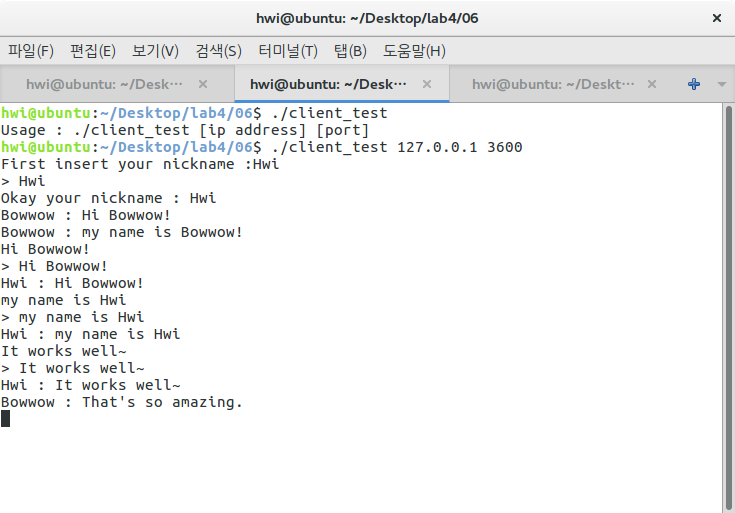 hwi@ubuntu: ~/Desktop/lab4/06
파일(F) 편집(E) 보기(V) 검색(S) 터미널(T) 탭(B) 도움말(H)
hwi@ubuntu: ~/Desk··· hwi@ubuntu: ~/Desk··· hwi@ubuntu: ~/Deskt···
hwi@ubuntu:~/Desktop/lab4/06$ ./client_test
Usage : ./client_test [ip address] [port]
hwi@ubuntu:~/Desktop/lab4/06$ ./client_test 127.0.0.1 3600
First insert your nickname :Hwi
> Hwi
Okay your nickname : Hwi
Bowwow : Hi Bowwow!
Bowwow : my name is Bowwow!
Hi Bowwow!
> Hi Bowwow!
Hwi : Hi Bowwow!
my name is Hwi
> my name is Hwi
Hwi : my name is Hwi
It works well~
> It works well~
Hwi : It works well~
Bowwow : That's so amazing.